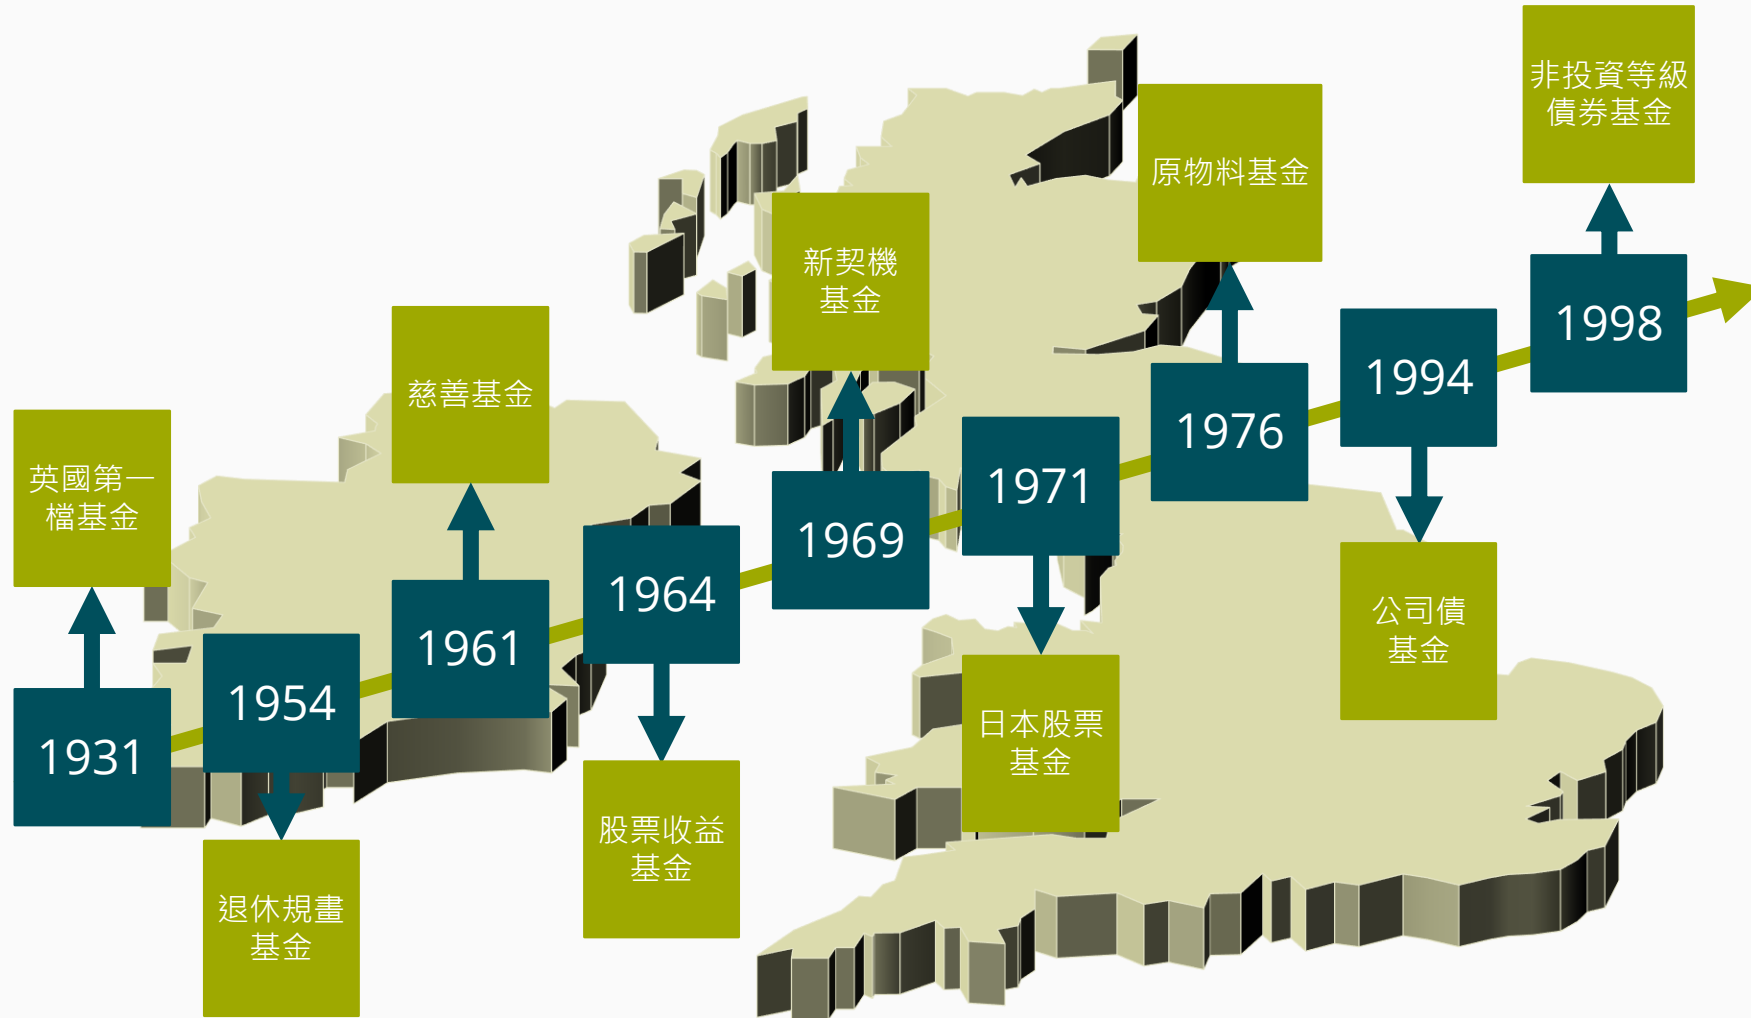 英國第一
檔基金
1931
1954
退休規畫
基金
慈善基金
1961
1964
股票收益
基金
新契機
基金
1969
1971
日本股票
基金
原物料基金
1976
1994
公司債
基金
非投資等級
債券基金
1998